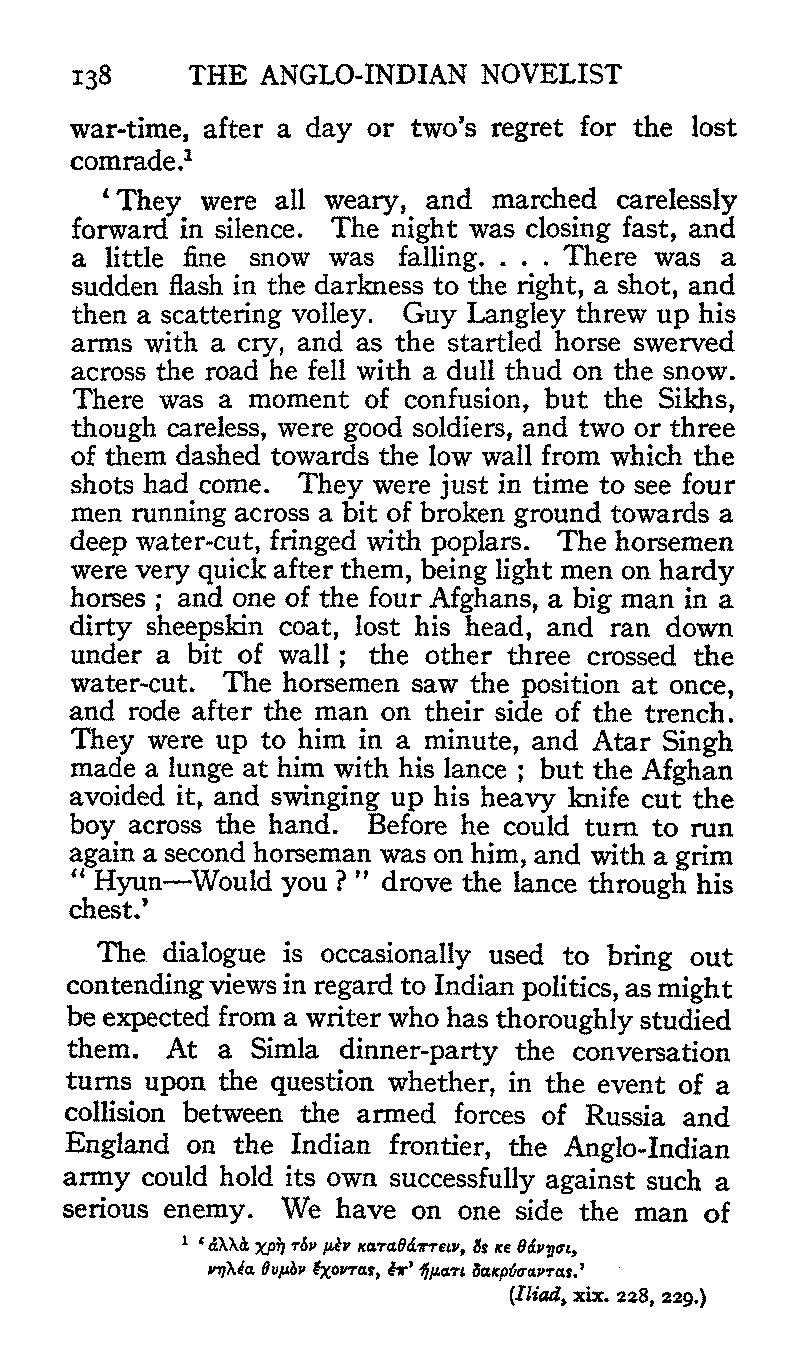 138 THE ANGLO-INDIAN NOVELIST
war-time, after a day or two's regret for the lost
comrade.¹
‘They were all weary, and marched carelessly
forward in silence. The night was closing fast, and
a little fine snow was falling. . . . There was a
sudden flash in the darkness to the right, a shot, and
then a scattering volley. Guy Langley threw up his
arms with a cry, and as the startled horse swerved
across the road he fell with a dull thud on the snow.
There was a moment of confusion, but the Sikhs,
though careless, were good soldiers, and two or three
of them dashed towards the low wall from which the
shots had come. They were just in time to see four
men running across a bit of broken ground towards a
deep water-cut, fringed with poplars. The horsemen
were very quick after them, being light men on hardy
horses ; and one of the four Afghans, a big man in a
dirty sheepskin coat, lost his head, and ran down
under a bit of wall ; the other three crossed the
water-cut. The horsemen saw the position at once,
and rode after the man on their side of the trench.
They were up to him in a minute, and Atar Singh
made a lunge at him with his lance ; but the Afghan
avoided it, and swinging up his heavy knife cut the
boy across the hand. Before he could turn to run
again a second horseman was on him, and with a grim
“ Hyun—Would you ? ” drove the lance through his
chest.’
The dialogue is occasionally used to bring out
contending views in regard to Indian politics, as might
be expected from a writer who has thoroughly studied
them. At a Simla dinner-party the conversation
turns upon the question whether, in the event of a
collision between the armed forces of Russia and
England on the Indian frontier, the Anglo-Indian
army could hold its own successfully against such a
serious enemy. We have on one side the man of
¹ ‘ἀλλὰ χρὴ τὸν μὲν καταθάπτειν, ὅς κε θάνῃσι,
νηλέα θυμὸν ἔχοντας, ἐπ’ ἤματι δακρύσαντας.’
(Iliad, xix. 228, 229.)